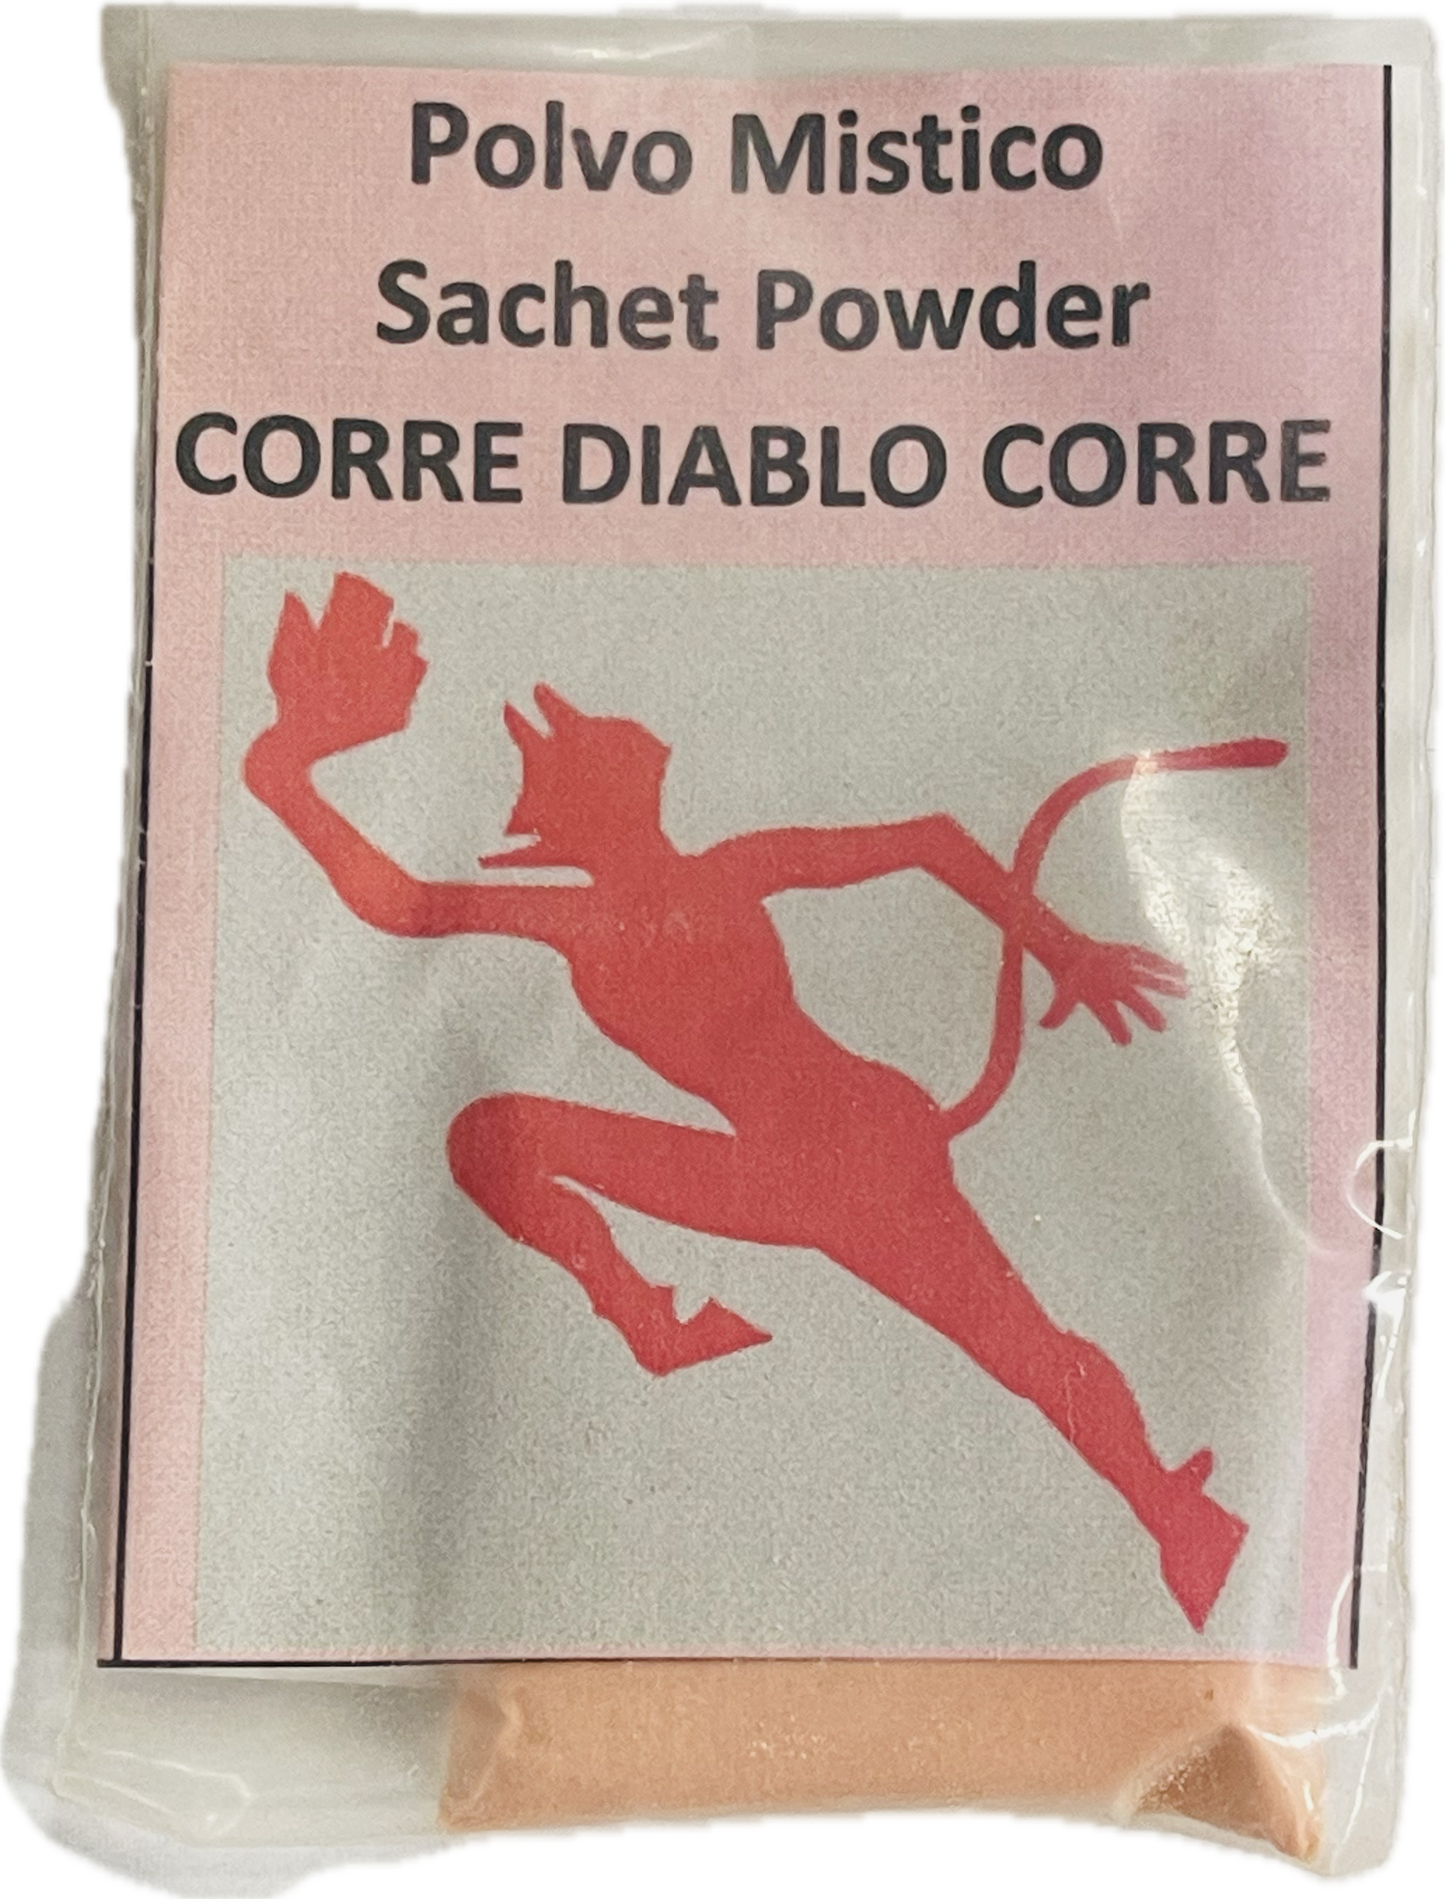 Polvo Mistico
Sachet Powder
CORRE DIABLO CORRE